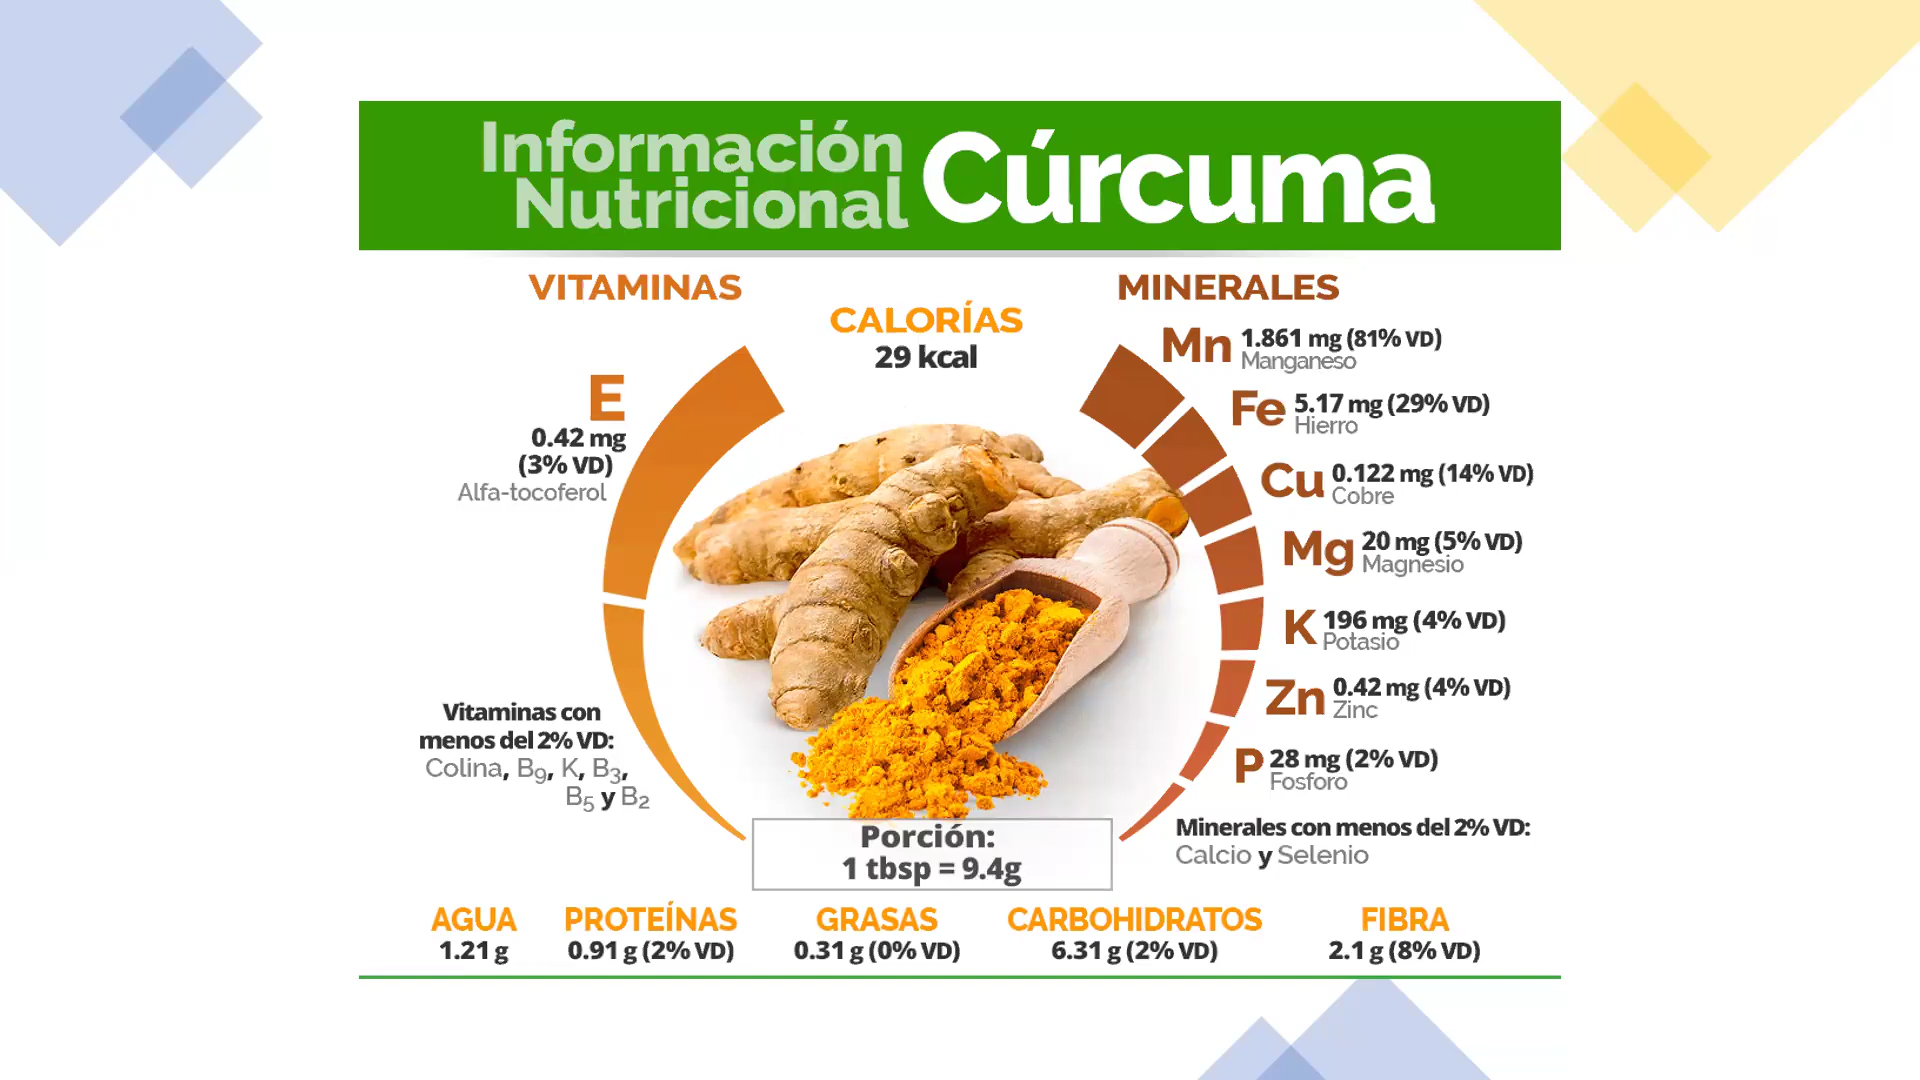 Información
Nutricional
Cúrcuma
VITAMINAS
E
0.42 mg
(3% VD)
Alfa-tocoferol
Vitaminas con
menos del 2% VD:
Colina, B9, K, B3,
B5 y B2
CALORÍAS
29 kcal
MINERALES
Mn 1.861 mg (81% VD)
Manganeso
Fe 5.17 mg (29% VD)
Hierro
Cu 0.122 mg (14% VD)
Cobre
Mg 20 mg (5% VD)
Magnesio
K 196 mg (4% VD)
Potasio
Zn 0.42 mg (4% VD)
Zinc
P 28 mg (2% VD)
Fosforo
Minerales con menos del 2% VD:
Calcio y Selenio
Porción:
1 tbsp = 9.4g
AGUA
1.21 g
PROTEÍNAS
0.91 g (2% VD)
GRASAS
0.31 g (0% VD)
CARBOHIDRATOS
6.31 g (2% VD)
FIBRA
2.1 g (8% VD)